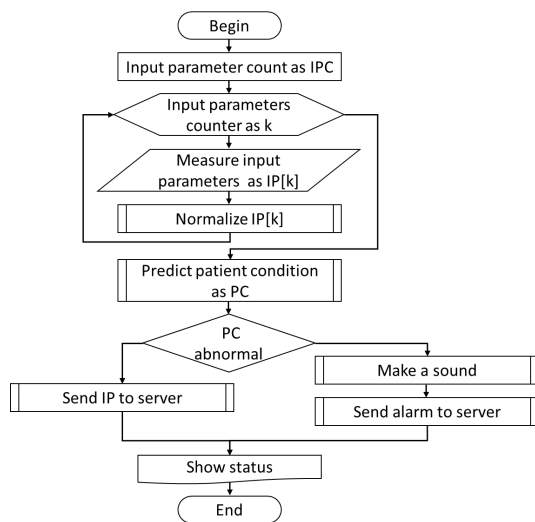 Begin
Input parameter count as IPC
Input parameters
counter as k
Measure input
parameters as IP[k]
Normalize IP[k]
Predict patient condition
as PC
PC
abnormal
Make a sound
Send IP to server
Send alarm to server
Show status
End